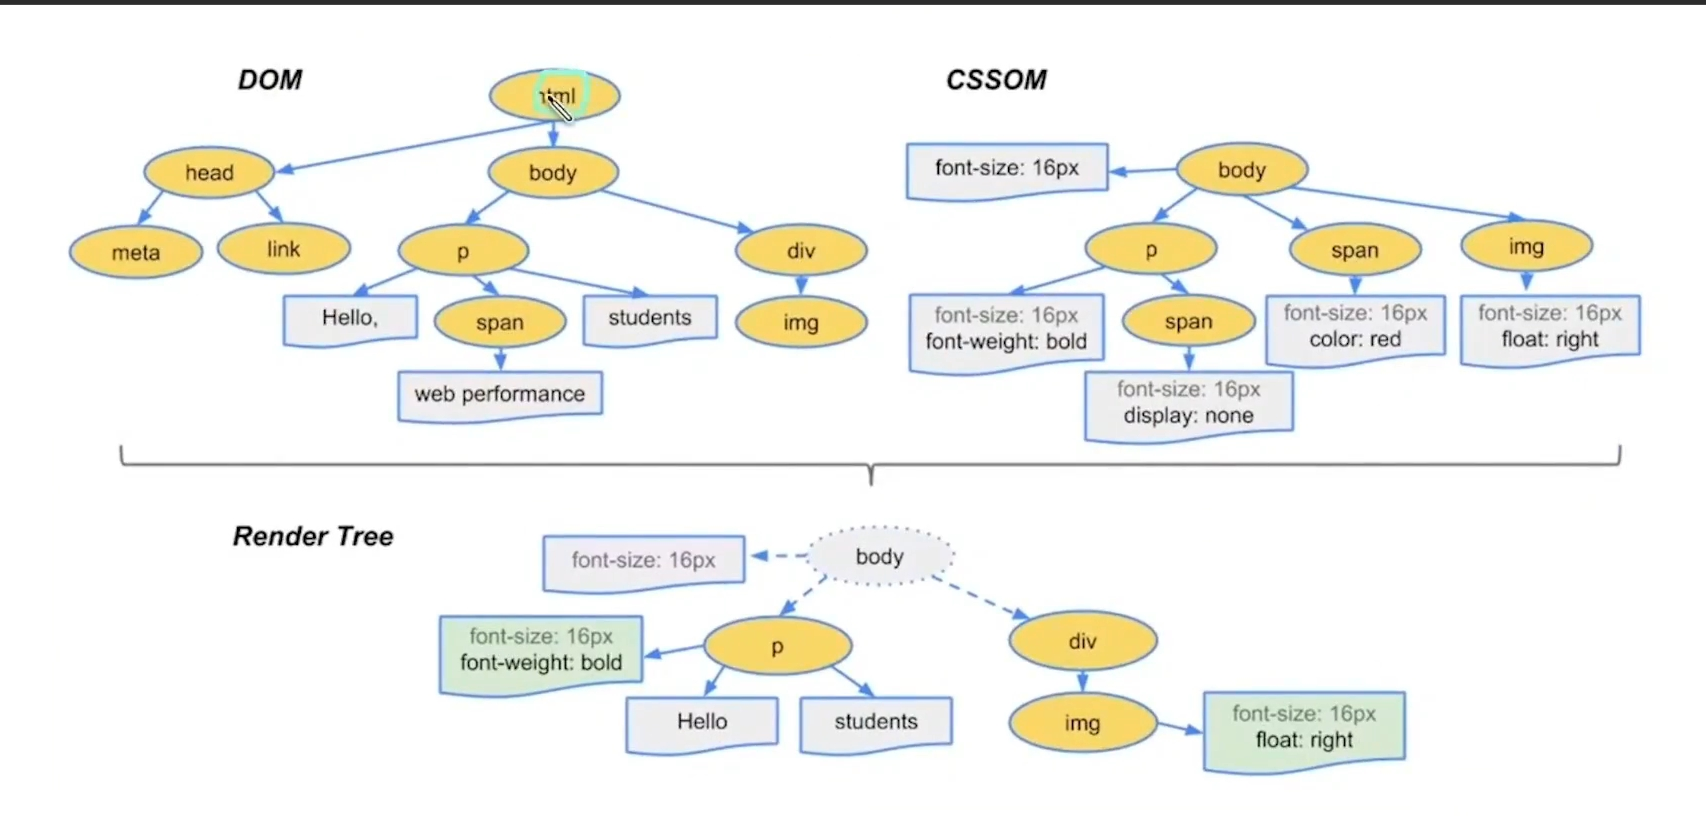 DOM
html
head
body
meta
link
p
div
Hello,
span
students
img
web performance
CSSOM
font-size: 16px
body
p
span
img
font-size: 16px
font-weight: bold
span
font-size: 16px
color: red
font-size: 16px
float: right
font-size: 16px
display: none
Render Tree
font-size: 16px
body
font-size: 16px
font-weight: bold
p
div
Hello
students
img
font-size: 16px
float: right